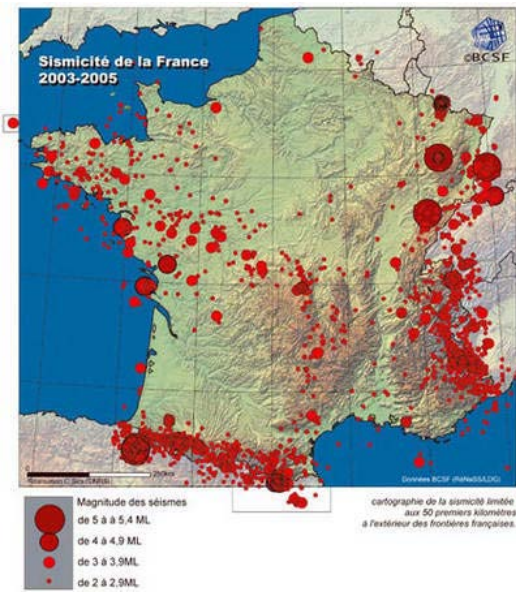 Sismicité de la France
2003-2005
©BCSF
250km
Données BCSF (RéNaSS/LDG)
Magnitude des séismes
de 5 à à 5,4 ML
de 4 à 4,9 ML
de 3 à 3,9ML
de 2 à 2,9ML
cartographie de la sismicité limitée
aux 50 premiers kilomètres
à l'extérieur des frontières françaises.